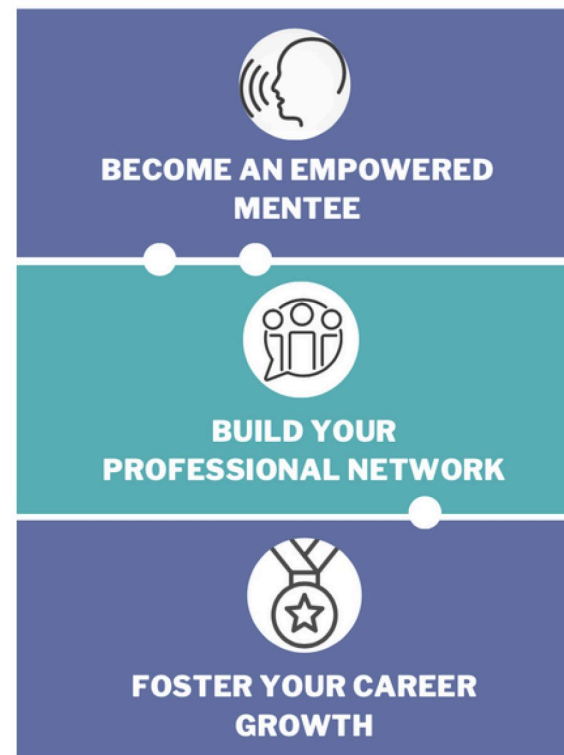 BECOME AN EMPOWERED
MENTEE
BUILD YOUR
PROFESSIONAL NETWORK
FOSTER YOUR CAREER
GROWTH